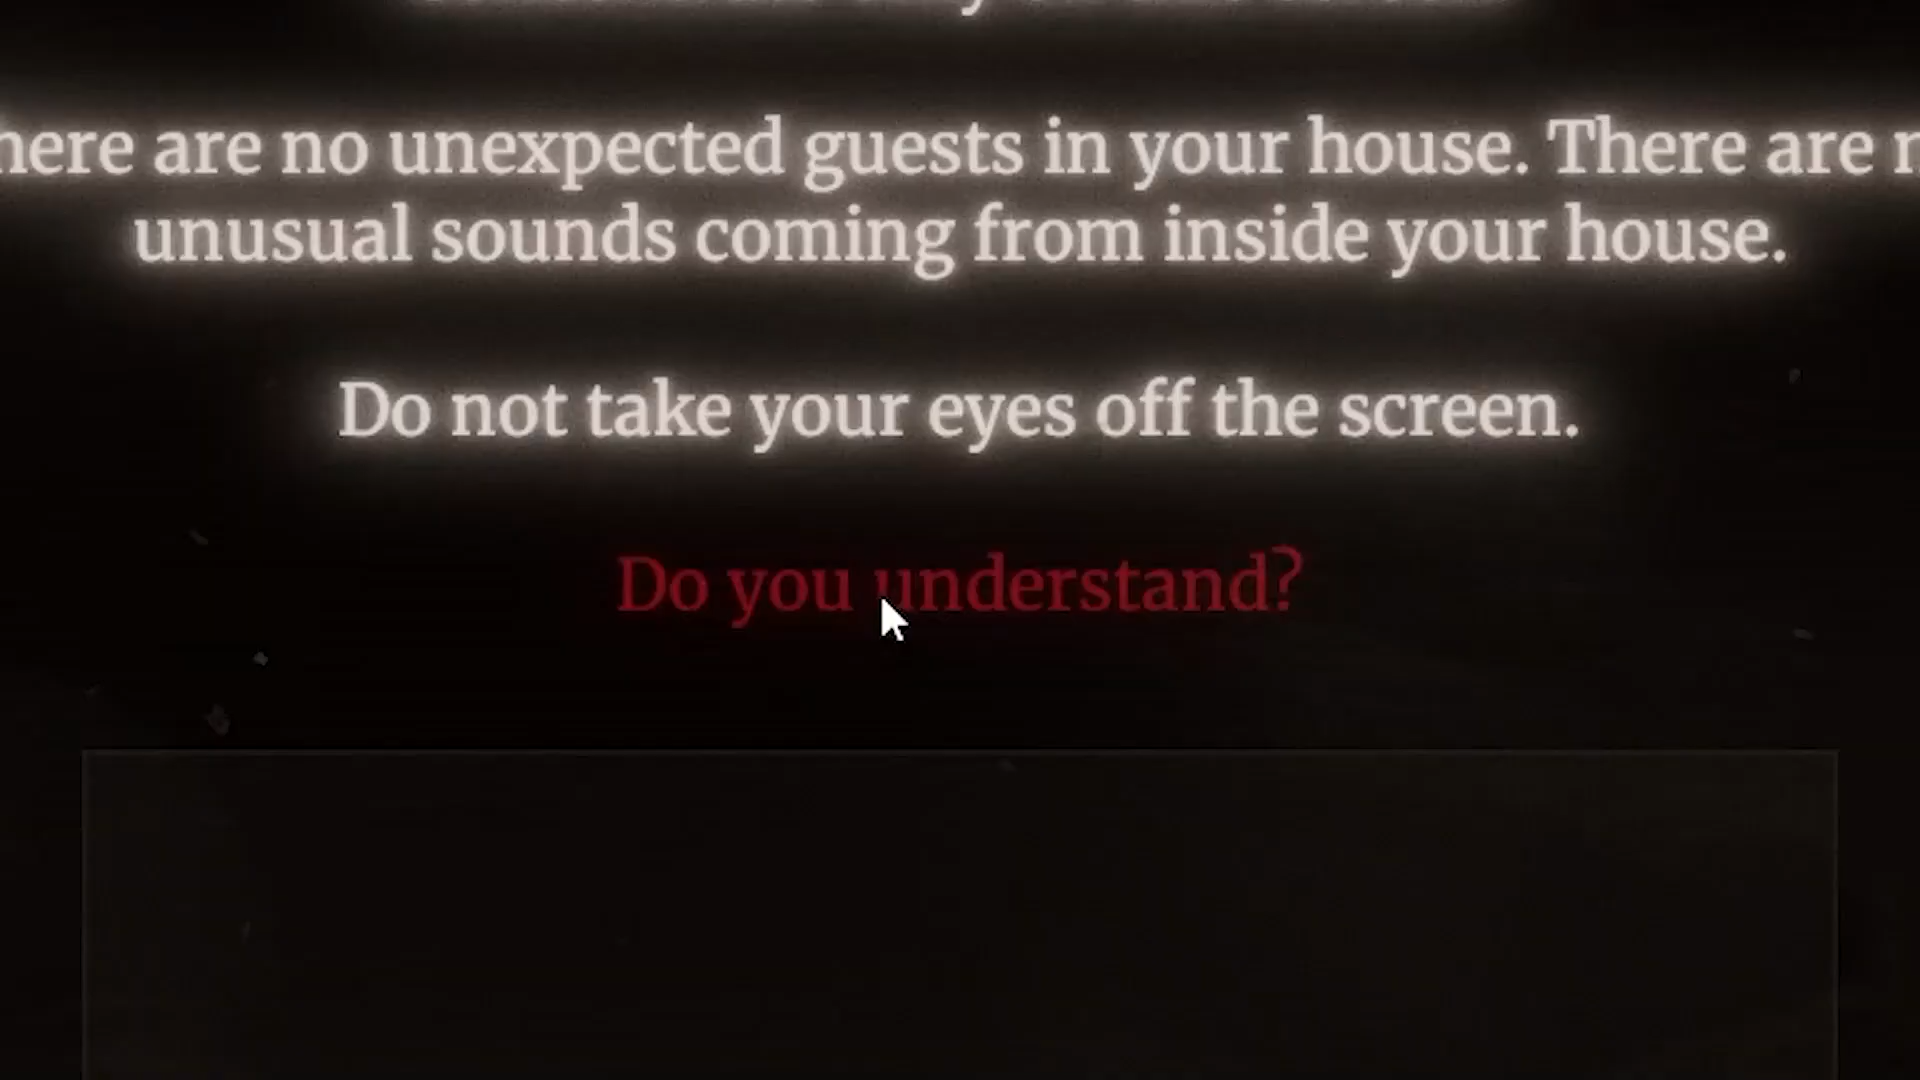 here are no unexpected guests in your house. There are n
unusual sounds coming from inside your house.
Do not take your eyes off the screen.
Do you understand?